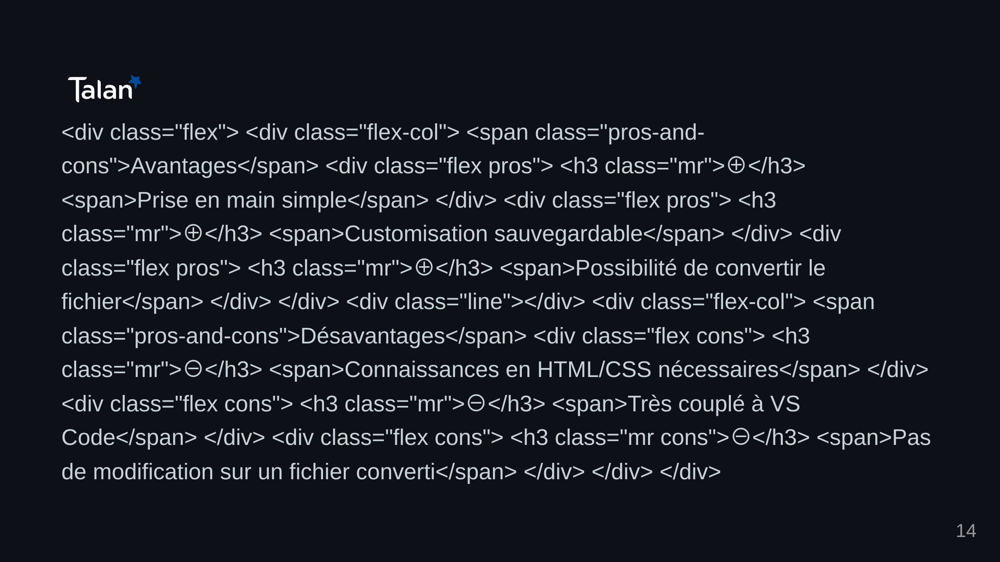 Talan
<div class="flex"> <div class="flex-col"> <span class="pros-and-
cons">Avantages</span> <div class="flex pros"> <h3 class="mr">⊕</h3>
<span>Prise en main simple</span> </div> <div class="flex pros"> <h3
class="mr">⊕</h3> <span>Customisation sauvegardable</span> </div> <div
class="flex pros"> <h3 class="mr">⊕</h3> <span>Possibilité de convertir le
fichier</span> </div> </div> <div class="line"></div> <div class="flex-col"> <span
class="pros-and-cons">Désavantages</span> <div class="flex cons"> <h3
class="mr">⊖</h3> <span>Connaissances en HTML/CSS nécessaires</span> </div>
<div class="flex cons"> <h3 class="mr">⊖</h3> <span>Très couplé à VS
Code</span> </div> <div class="flex cons"> <h3 class="mr cons">⊖</h3> <span>Pas
de modification sur un fichier converti</span> </div> </div> </div>
14